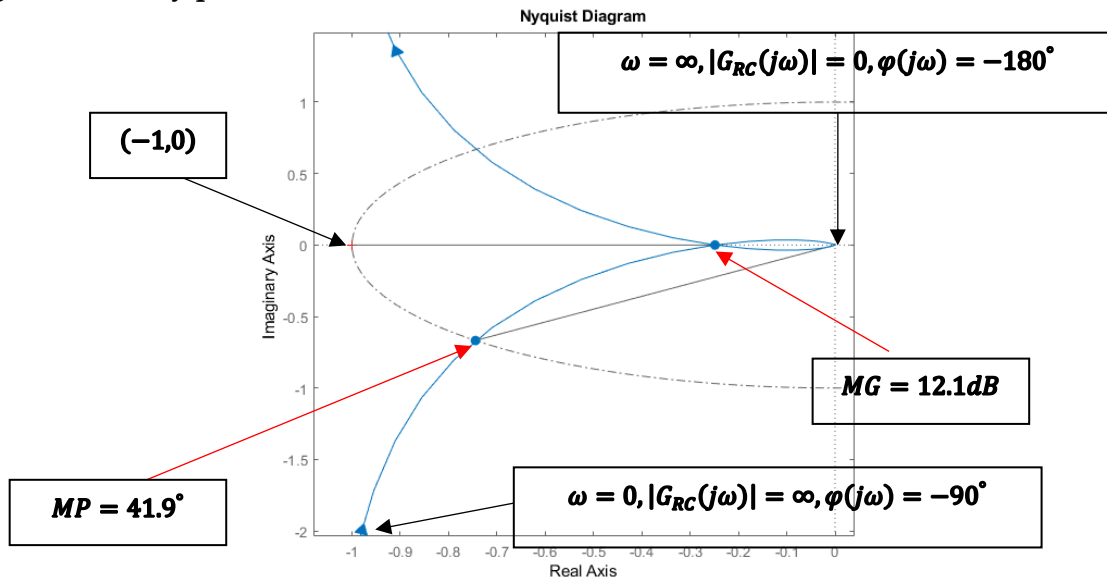 Nyquist Diagram
ω = ∞, |G_RC(jω)| = 0, φ(jω) = −180°
(−1,0)
1
0.5
0
-0.5
-1
-1.5
-2
Imaginary Axis
MG = 12.1dB
MP = 41.9°
ω = 0, |G_RC(jω)| = ∞, φ(jω) = −90°
-1 -0.9 -0.8 -0.7 -0.6 -0.5 -0.4 -0.3 -0.2 -0.1 0
Real Axis